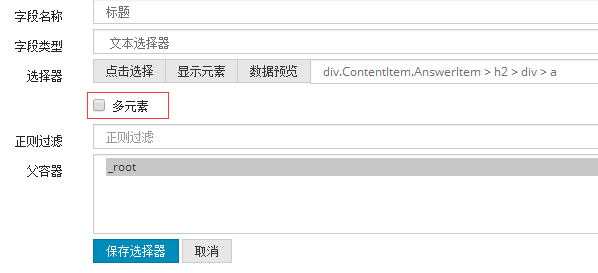 字段名称 标题
字段类型 文本选择器
选择器 点击选择 显示元素 数据预览 div.ContentItem.AnswerItem > h2 > div > a
多元素
正则过滤 正则过滤
父容器 _root
保存选择器 取消